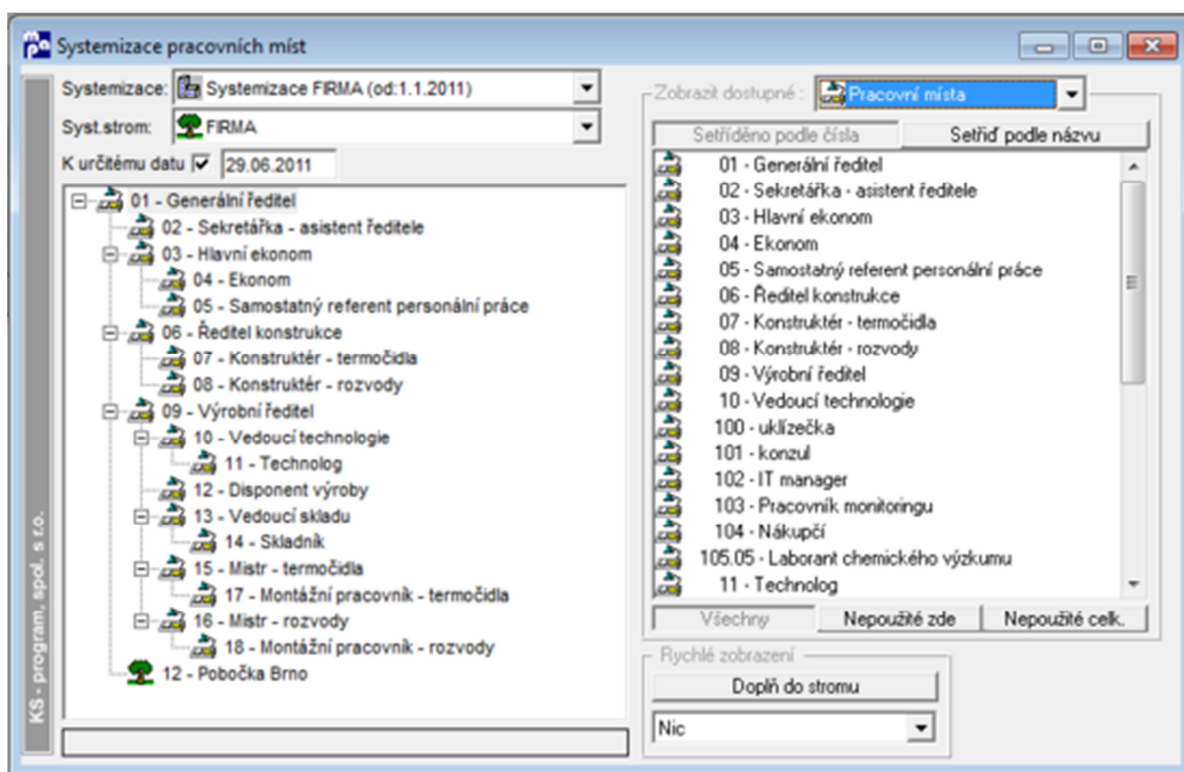 Systemizace pracovních míst
Systemizace: Systemizace FIRMA (od:1.1.2011)
Syst.strom: FIRMA
K určitému datu 29.06.2011
01 - Generální ředitel
02 - Sekretářka - asistent ředitele
03 - Hlavní ekonom
04 - Ekonom
05 - Samostatný referent personální práce
06 - Ředitel konstrukce
07 - Konstruktér - termočidla
08 - Konstruktér - rozvody
09 - Výrobní ředitel
10 - Vedoucí technologie
11 - Technolog
12 - Disponent výroby
13 - Vedoucí skladu
14 - Skladník
15 - Mistr - termočidla
17 - Montážní pracovník - termočidla
16 - Mistr - rozvody
18 - Montážní pracovník - rozvody
12 - Pobočka Brno
KS - program, spol. s r.o.
Zobrazit dostupné : Pracovní místa
Setříděno podle čísla Setřiď podle názvu
01 - Generální ředitel
02 - Sekretářka - asistent ředitele
03 - Hlavní ekonom
04 - Ekonom
05 - Samostatný referent personální práce
06 - Ředitel konstrukce
07 - Konstruktér - termočidla
08 - Konstruktér - rozvody
09 - Výrobní ředitel
10 - Vedoucí technologie
100 - uklízečka
101 - konzul
102 - IT manager
103 - Pracovník monitoringu
104 - Nákupčí
105.05 - Laborant chemického výzkumu
11 - Technolog
Všechny Nepoužité zde Nepoužité celk.
Rychlé zobrazení
Doplň do stromu
Nic